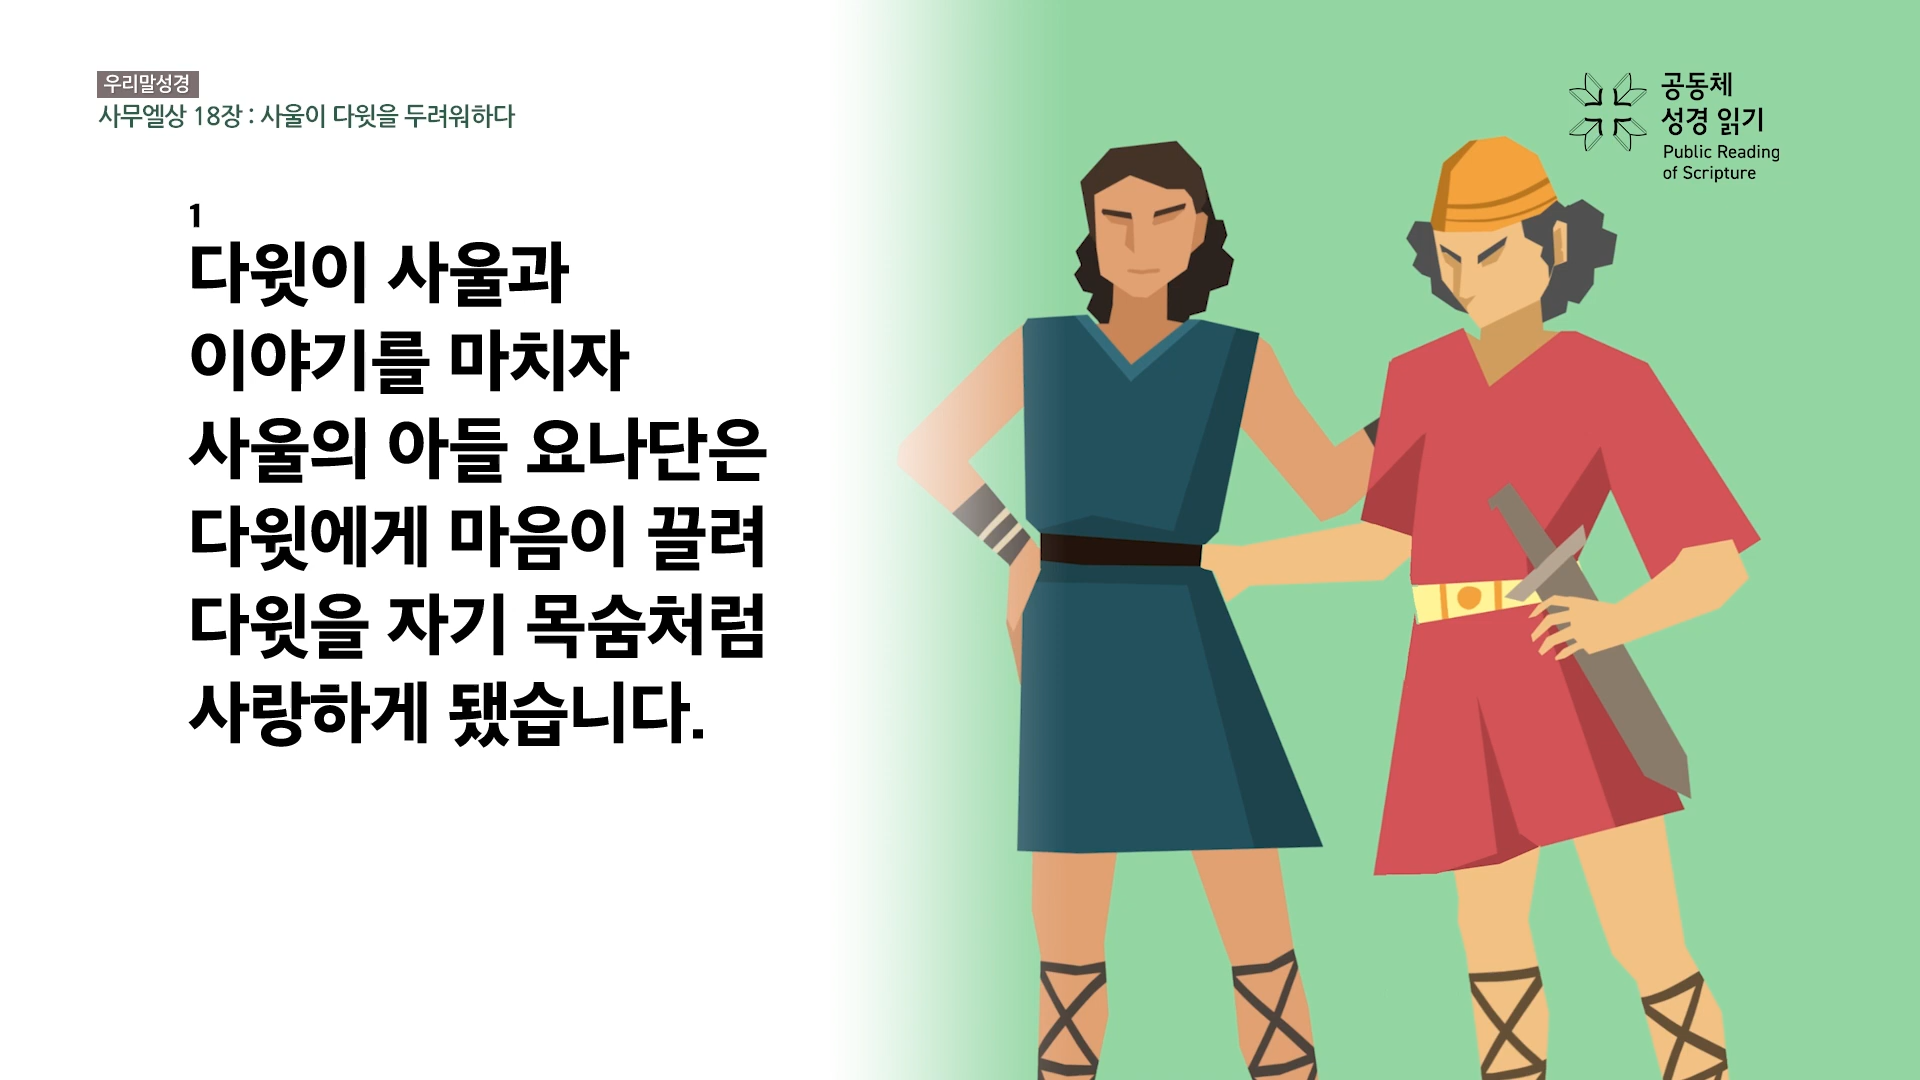 우리말성경
사무엘상 18장 : 사울이 다윗을 두려워하다
공동체
성경 읽기
Public Reading
of Scripture
1
다윗이 사울과
이야기를 마치자
사울의 아들 요나단은
다윗에게 마음이 끌려
다윗을 자기 목숨처럼
사랑하게 됐습니다.